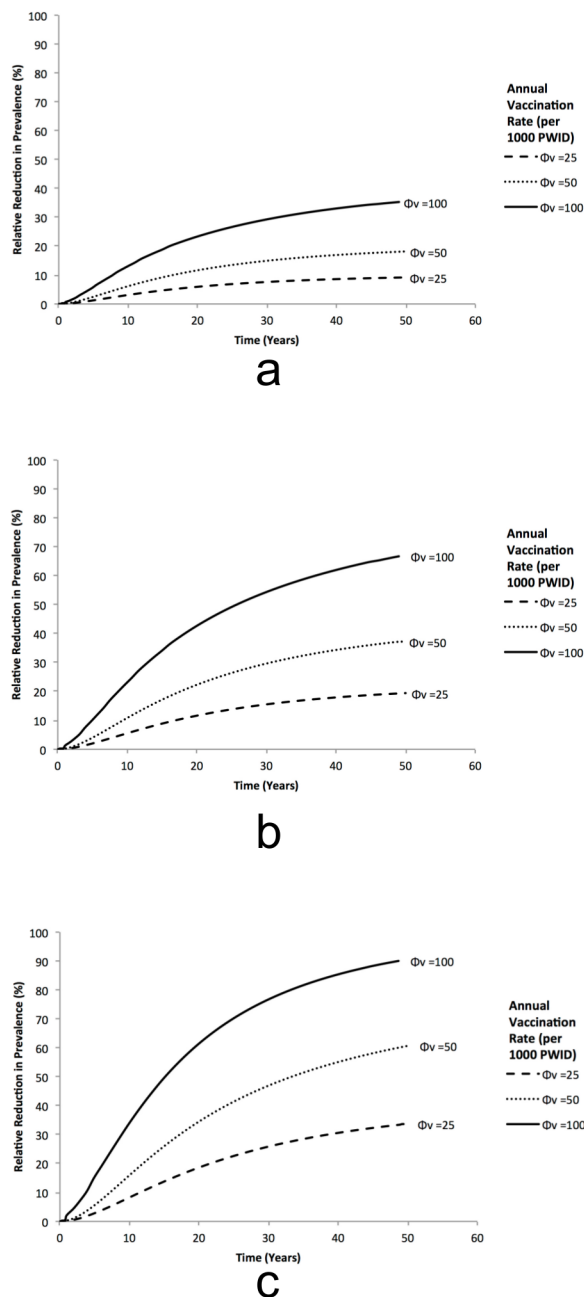 100
90
80
70
60
50
40
30
20
10
0
Relative Reduction in Prevalence (%)
Φv =100
Φv =50
Φv =25
0 10 20 30 40 50 60
Time (Years)
Annual
Vaccination
Rate (per
1000 PWID)
Φv =25
Φv =50
Φv =100
a
100
90
80
70
60
50
40
30
20
10
0
Relative Reduction in Prevalence (%)
Φv =100
Φv =50
Φv =25
0 10 20 30 40 50 60
Time (Years)
Annual
Vaccination
Rate (per
1000 PWID)
Φv =25
Φv =50
Φv =100
b
100
90
80
70
60
50
40
30
20
10
0
Relative Reduction in Prevalence (%)
Φv =100
Φv =50
Φv =25
0 10 20 30 40 50 60
Time (Years)
Annual
Vaccination
Rate (per
1000 PWID)
Φv =25
Φv =50
Φv =100
c